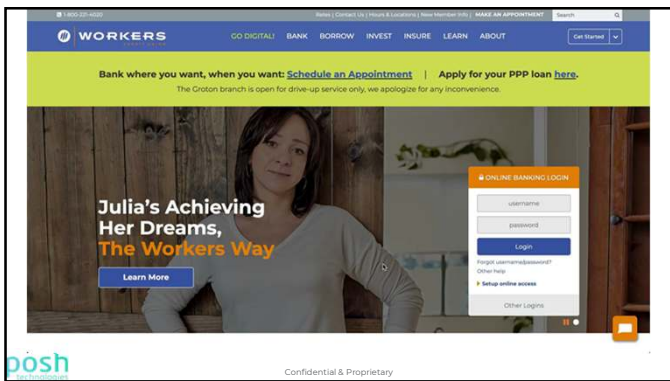 1-800-221-4020
Rates | Contact Us | Hours & Locations | New Member Info | MAKE AN APPOINTMENT
Search
WORKERS
CREDIT UNION
GO DIGITAL! BANK BORROW INVEST INSURE LEARN ABOUT
Get Started
Bank where you want, when you want: Schedule an Appointment | Apply for your PPP loan here.
The Groton branch is open for drive-up service only, we apologize for any inconvenience.
Julia's Achieving
Her Dreams,
The Workers Way
Learn More
ONLINE BANKING LOGIN
username
password
Login
Forgot username/password?
Other help
Setup online access
Other Logins
posh
technologies
Confidential & Proprietary